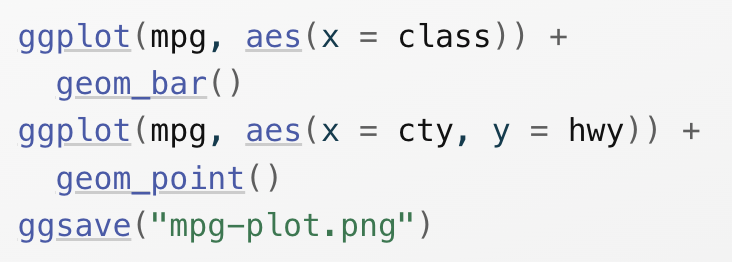 ggplot(mpg, aes(x = class)) +
  geom_bar()
ggplot(mpg, aes(x = cty, y = hwy)) +
  geom_point()
ggsave("mpg-plot.png")